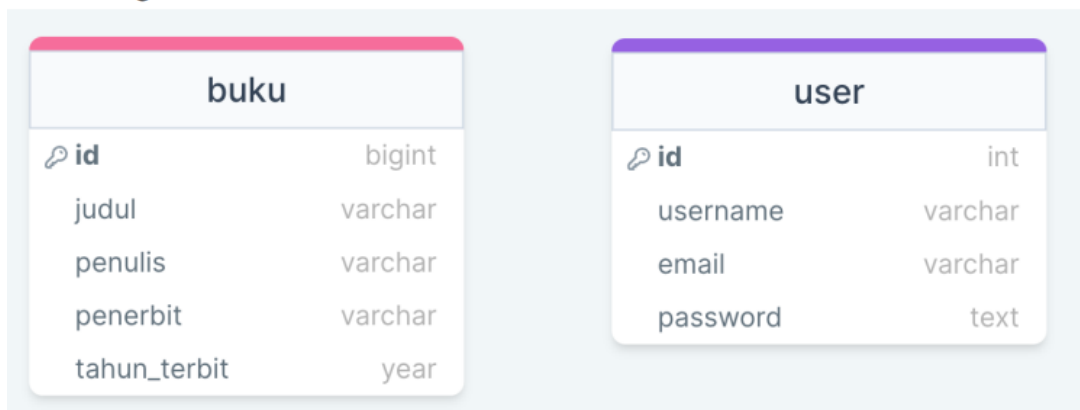 buku
id bigint
judul varchar
penulis varchar
penerbit varchar
tahun_terbit year
user
id int
username varchar
email varchar
password text